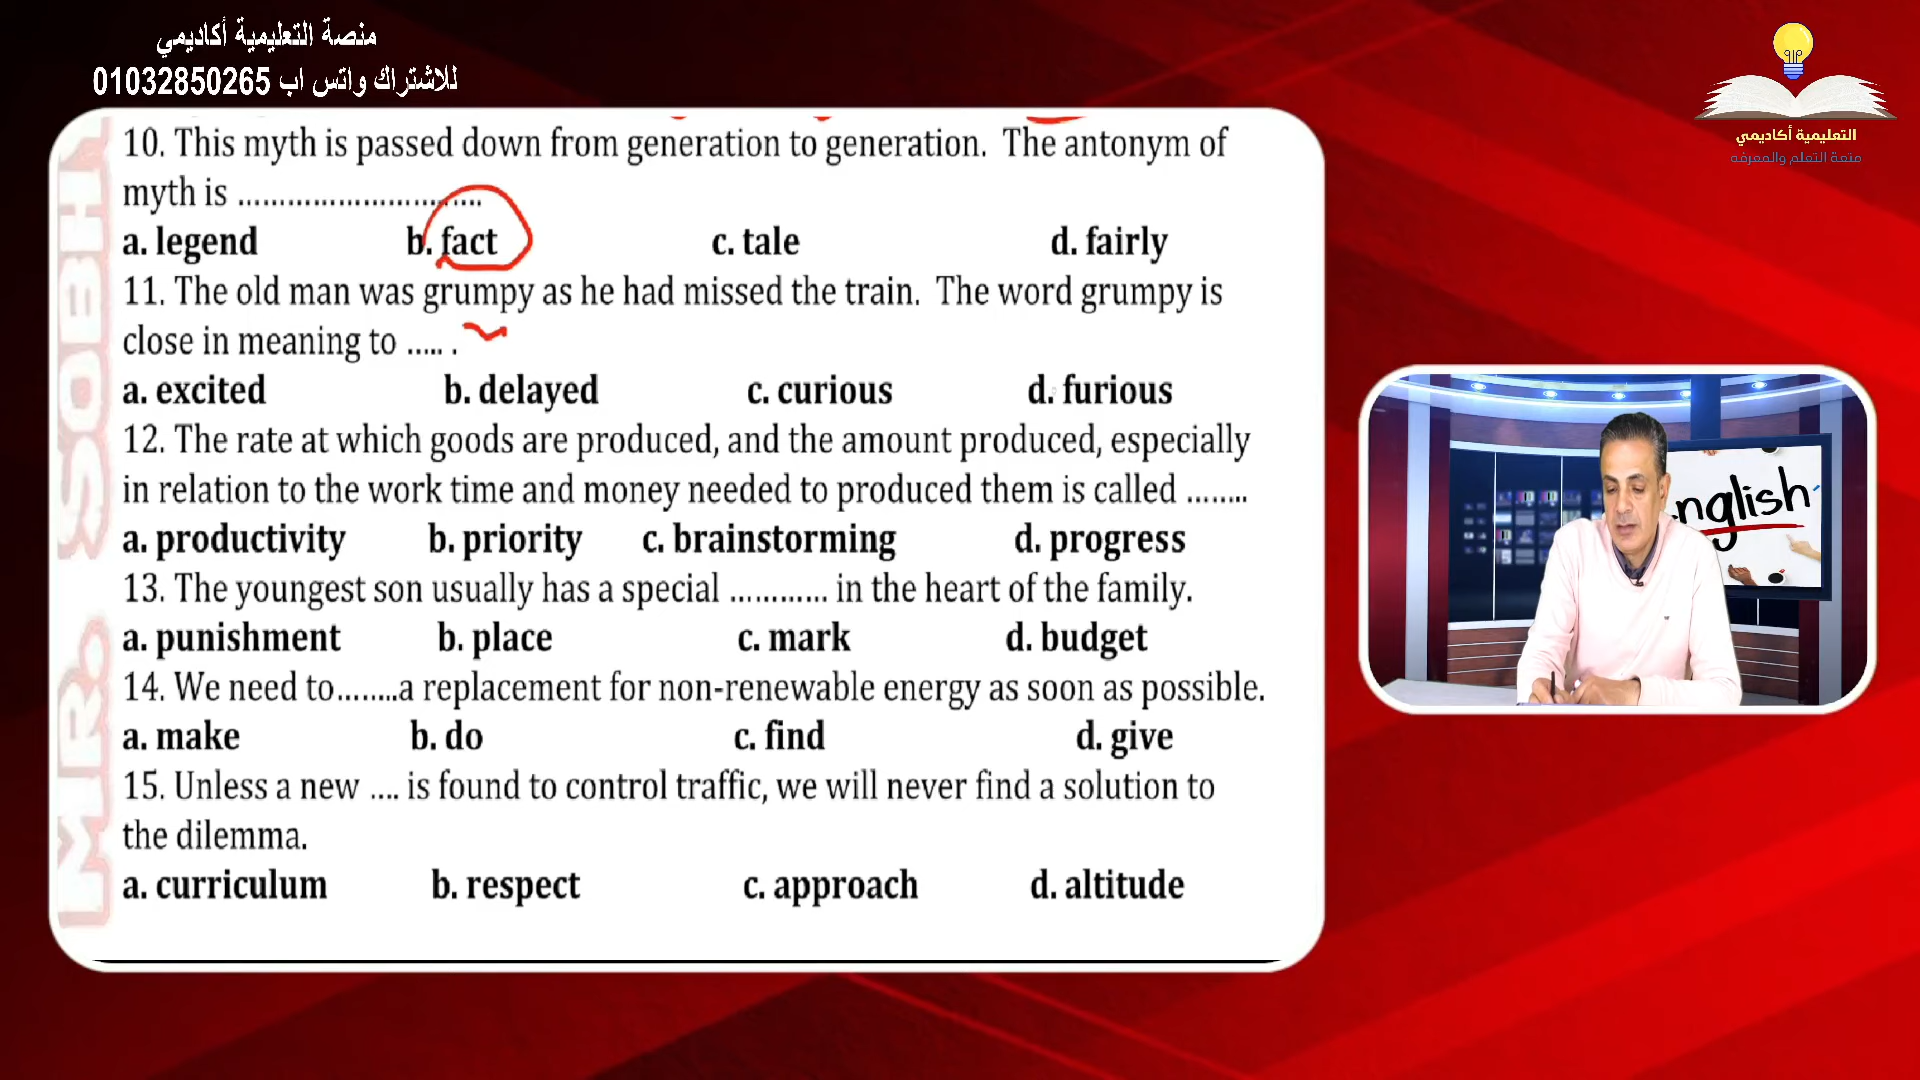 منصة التعليمية أكاديمي
للاشتراك واتس اب 01032850265
التعليمية أكاديمي
متعة التعلم والمعرفه
MR. SOBH
10. This myth is passed down from generation to generation. The antonym of
myth is ..............................
a. legend b. fact c. tale d. fairly
11. The old man was grumpy as he had missed the train. The word grumpy is
close in meaning to ..... .
a. excited b. delayed c. curious d. furious
12. The rate at which goods are produced, and the amount produced, especially
in relation to the work time and money needed to produced them is called ........
a. productivity b. priority c. brainstorming d. progress
13. The youngest son usually has a special ............ in the heart of the family.
a. punishment b. place c. mark d. budget
14. We need to........a replacement for non-renewable energy as soon as possible.
a. make b. do c. find d. give
15. Unless a new .... is found to control traffic, we will never find a solution to
the dilemma.
a. curriculum b. respect c. approach d. altitude
nglish